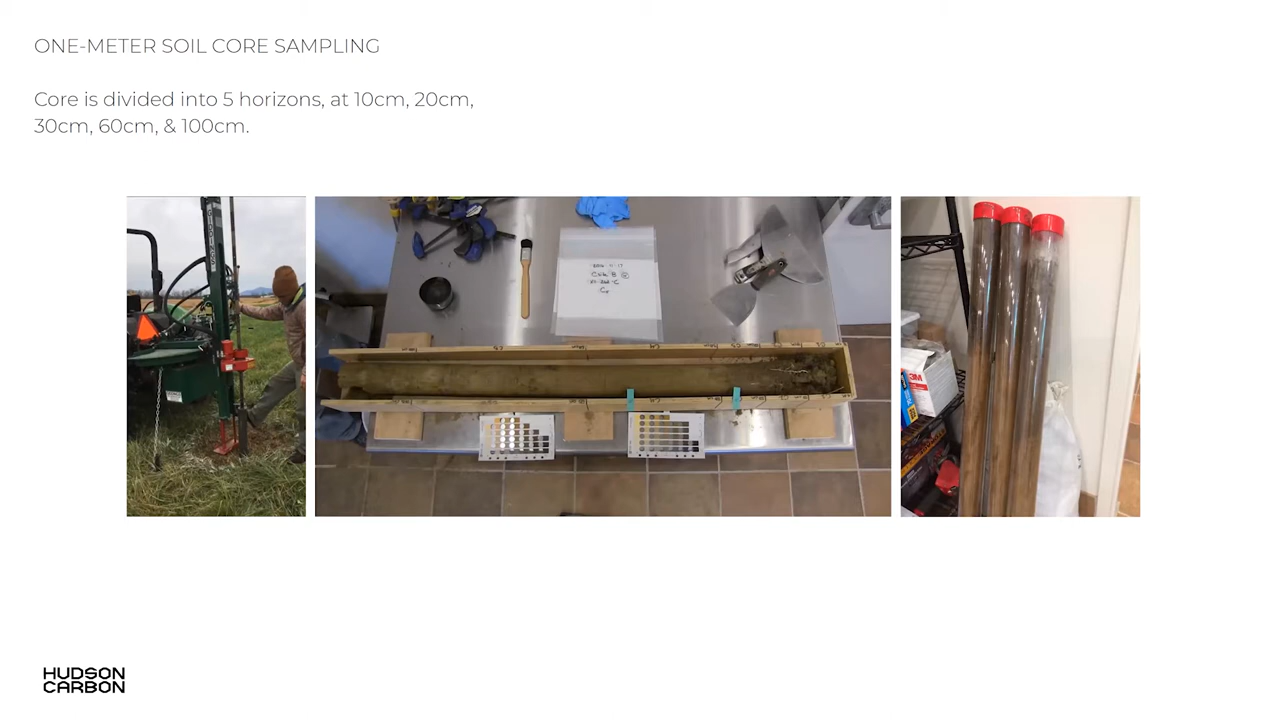 ONE-METER SOIL CORE SAMPLING
Core is divided into 5 horizons, at 10cm, 20cm,
30cm, 60cm, & 100cm.
3M
HUDSON
CARBON